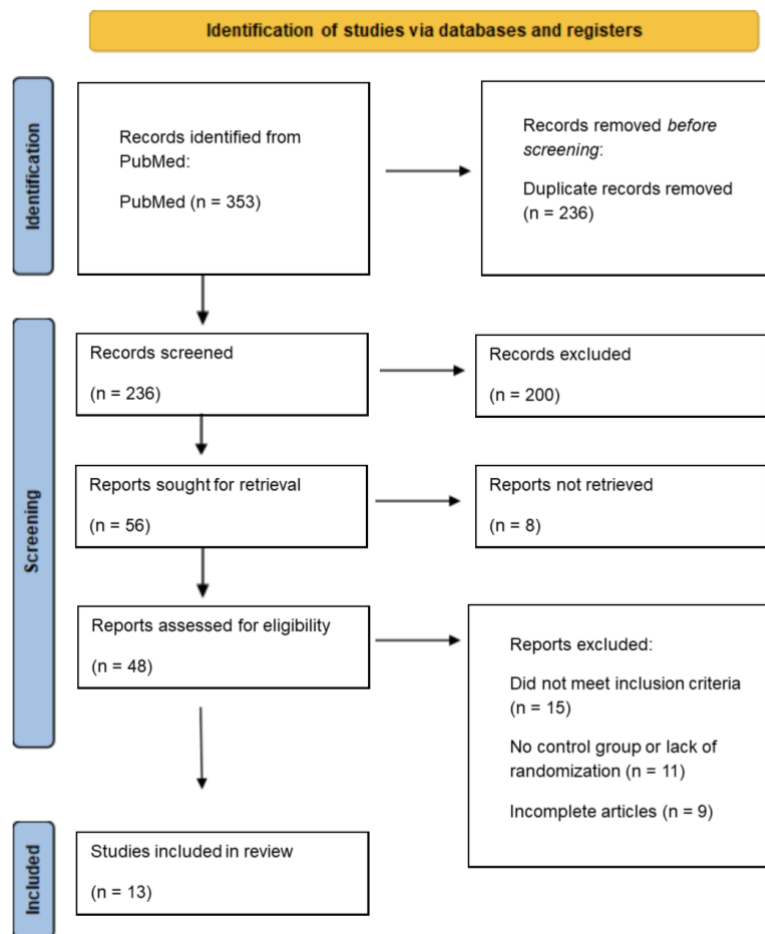 Identification of studies via databases and registers
Identification
Records identified from
PubMed:
PubMed (n = 353)
Records removed before
screening:
Duplicate records removed
(n = 236)
Screening
Records screened
(n = 236)
Records excluded
(n = 200)
Reports sought for retrieval
(n = 56)
Reports not retrieved
(n = 8)
Reports assessed for eligibility
(n = 48)
Reports excluded:
Did not meet inclusion criteria
(n = 15)
No control group or lack of
randomization (n = 11)
Incomplete articles (n = 9)
Included
Studies included in review
(n = 13)